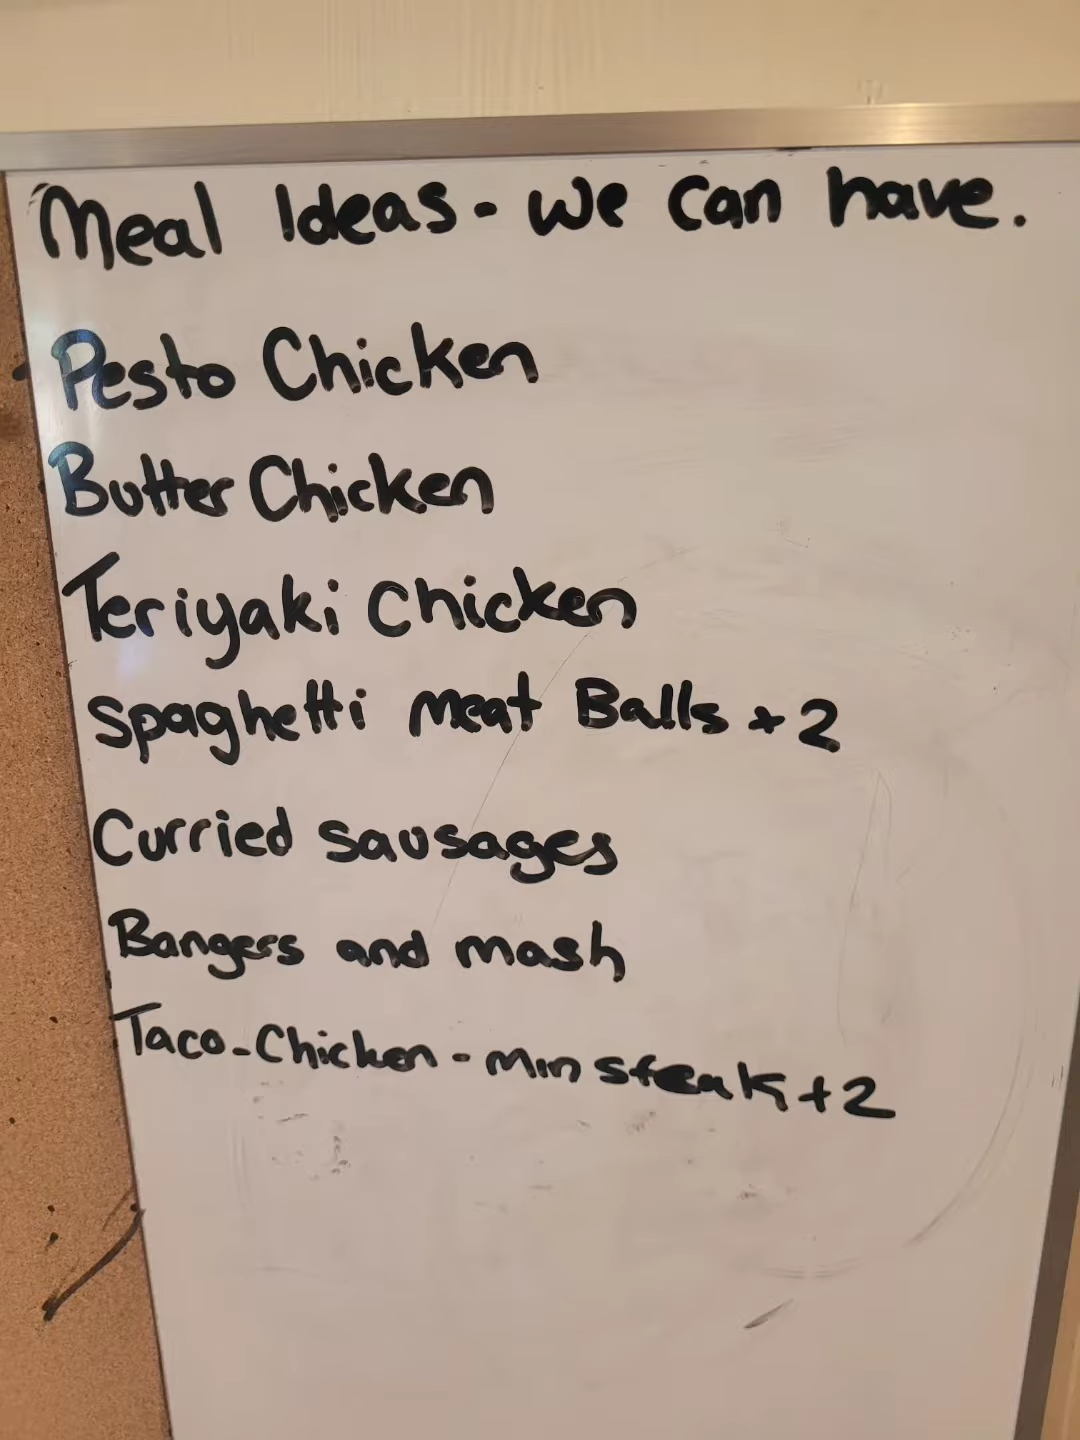 Meal Ideas - we can have.
Pesto Chicken
Butter Chicken
Teriyaki Chicken
Spaghetti meat Balls + 2
Curried sausages
Bangers and mash
Taco - Chicken - min steak + 2